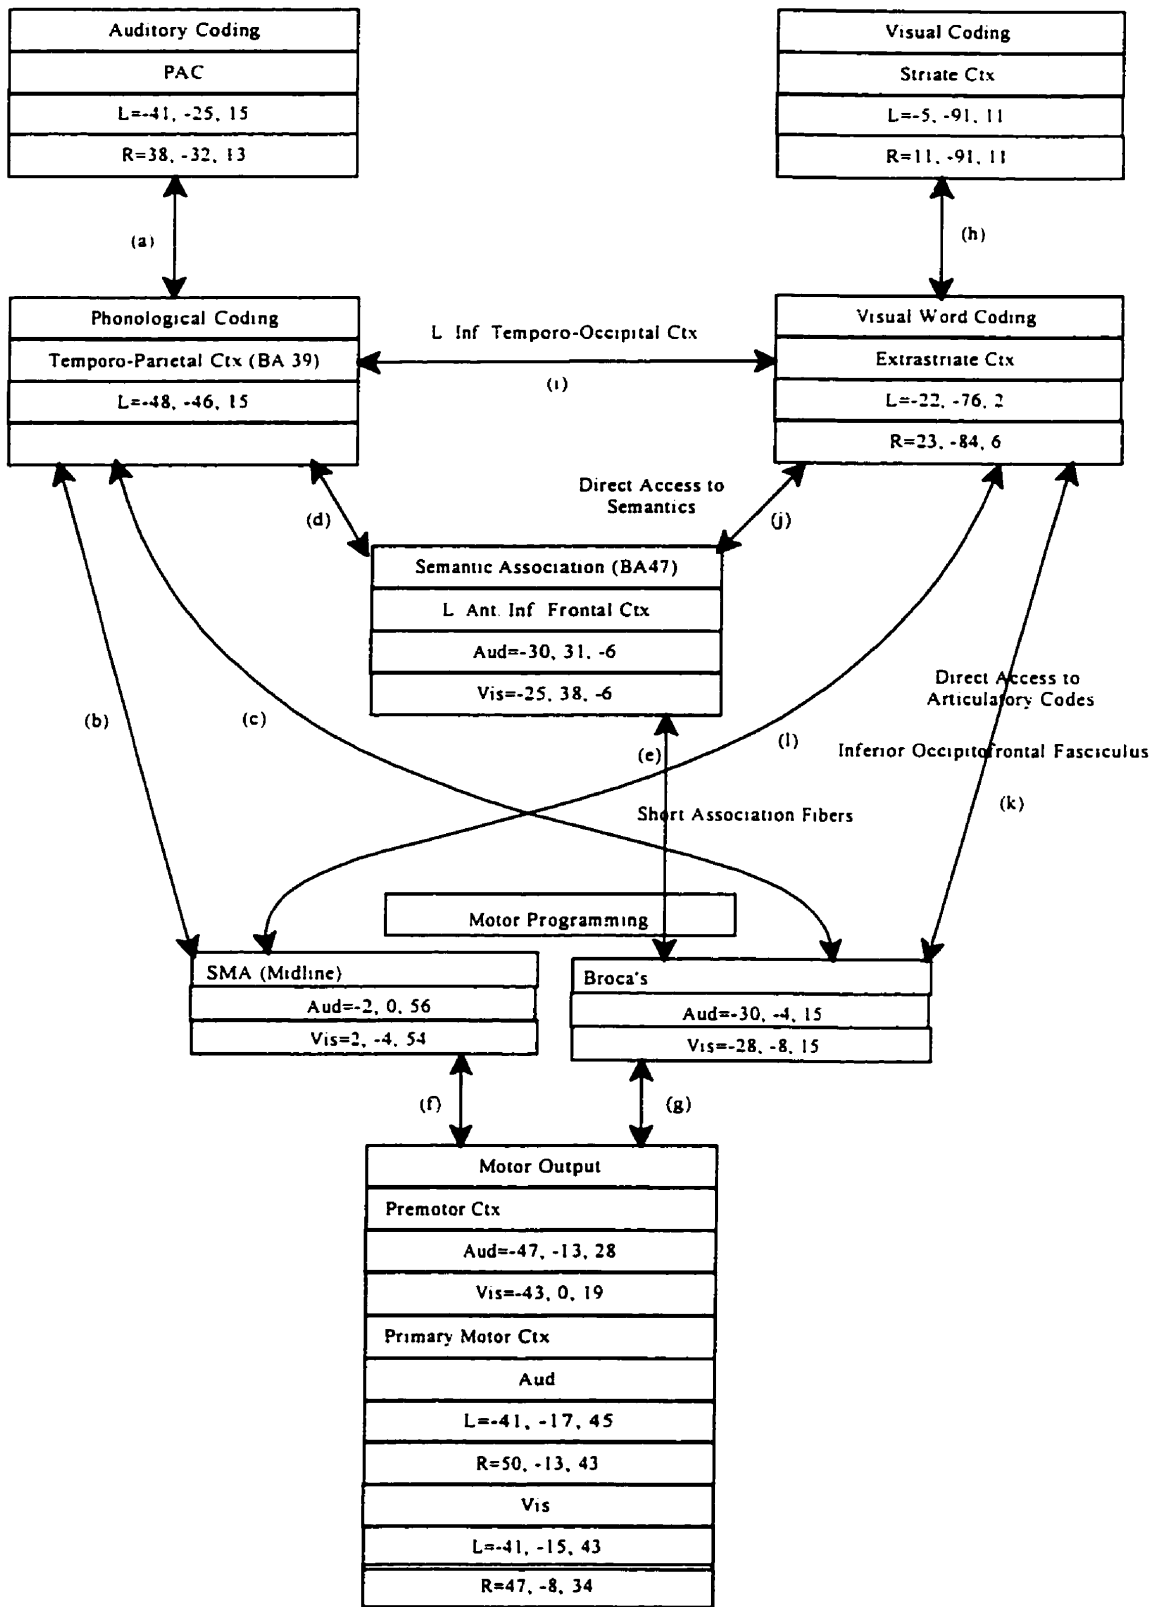 Auditory Coding
PAC
L=-41, -25, 15
R=38, -32, 13
Visual Coding
Striate Ctx
L=-5, -91, 11
R=11, -91, 11
(a)
(h)
Phonological Coding
Temporo-Parietal Ctx (BA 39)
L=-48, -46, 15
L Inf Temporo-Occipital Ctx
(i)
Visual Word Coding
Extrastriate Ctx
L=-22, -76, 2
R=23, -84, 6
Direct Access to
Semantics
(d)
(j)
Semantic Association (BA47)
L Ant. Inf Frontal Ctx
Aud=-30, 31, -6
Vis=-25, 38, -6
(b)
(c)
(e)
(l)
Direct Access to
Articulatory Codes
Inferior Occipitofrontal Fasciculus
(k)
Short Association Fibers
Motor Programming
SMA (Midline)
Aud=-2, 0, 56
Vis=2, -4, 54
Broca's
Aud=-30, -4, 15
Vis=-28, -8, 15
(f)
(g)
Motor Output
Premotor Ctx
Aud=-47, -13, 28
Vis=-43, 0, 19
Primary Motor Ctx
Aud
L=-41, -17, 45
R=50, -13, 43
Vis
L=-41, -15, 43
R=47, -8, 34